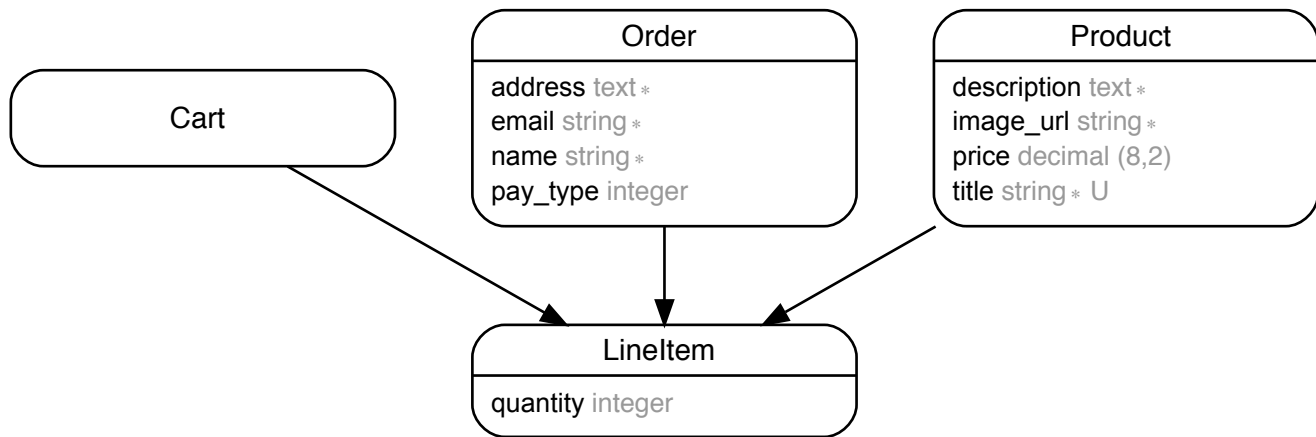 Cart
Order
address text *
email string *
name string *
pay_type integer
Product
description text *
image_url string *
price decimal (8,2)
title string * U
LineItem
quantity integer